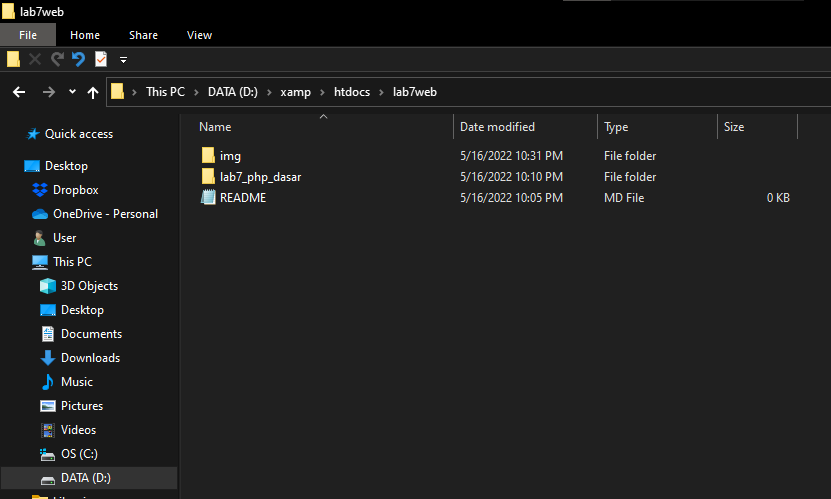 lab7web
File Home Share View
This PC > DATA (D:) > xamp > htdocs > lab7web
Name Date modified Type Size
img 5/16/2022 10:31 PM File folder
lab7_php_dasar 5/16/2022 10:10 PM File folder
README 5/16/2022 10:05 PM MD File 0 KB
Quick access
Desktop
Dropbox
OneDrive - Personal
User
This PC
3D Objects
Desktop
Documents
Downloads
Music
Pictures
Videos
OS (C:)
DATA (D:)